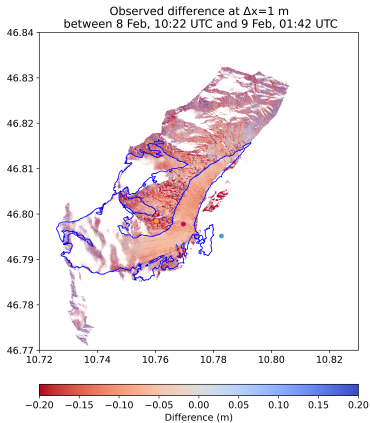 Observed difference at Δx=1 m
between 8 Feb, 10:22 UTC and 9 Feb, 01:42 UTC
46.84
46.83
46.82
46.81
46.80
46.79
46.78
46.77
10.72 10.74 10.76 10.78 10.80 10.82
−0.20 −0.15 −0.10 −0.05 0.00 0.05 0.10 0.15 0.20
Difference (m)